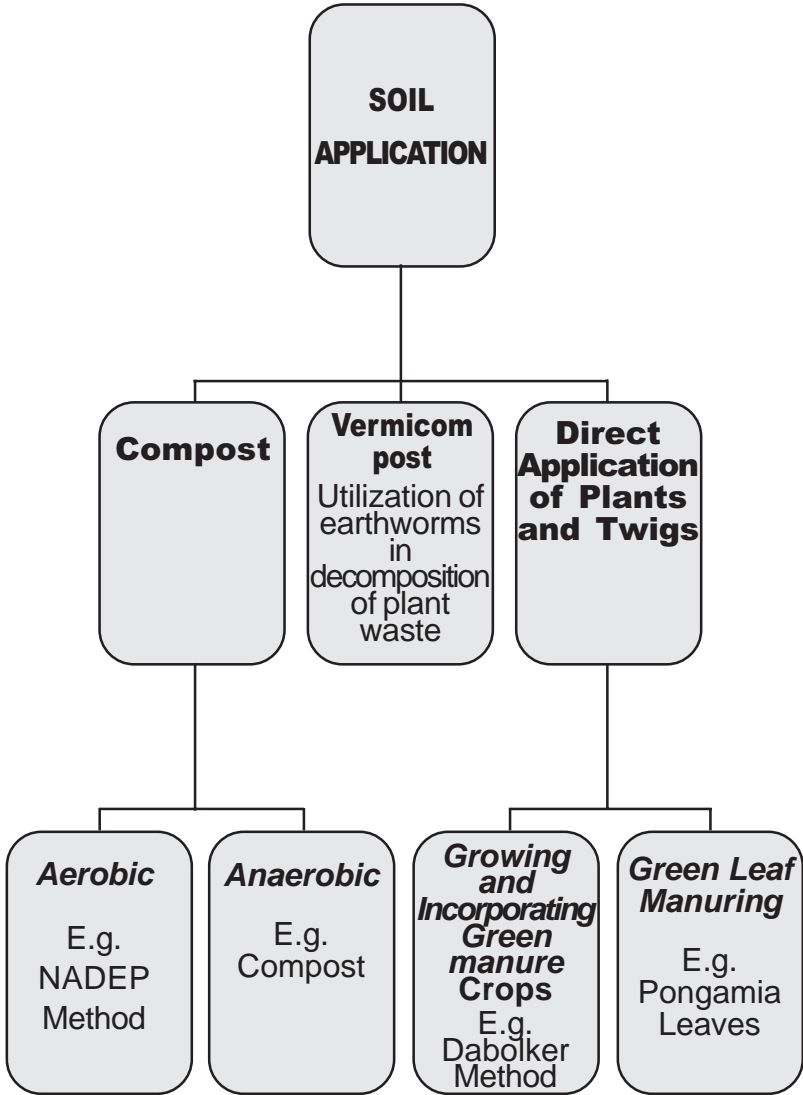 SOIL
APPLICATION
Compost
Vermicom
post
Utilization of
earthworms
in
decomposition
of plant
waste
Direct
Application
of Plants
and Twigs
Aerobic
E.g.
NADEP
Method
Anaerobic
E.g.
Compost
Growing
and
Incorporating
Green
manure
Crops
E.g.
Dabolker
Method
Green Leaf
Manuring
E.g.
Pongamia
Leaves